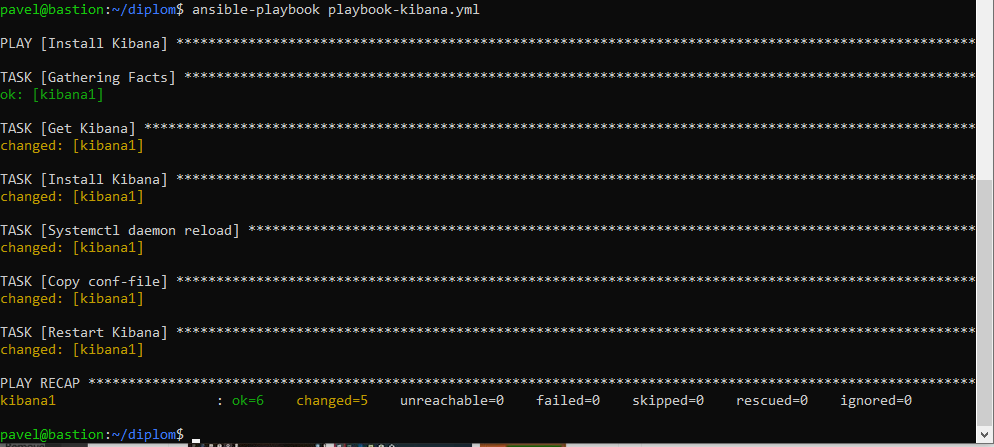 pavel@bastion:~/diplom$ ansible-playbook playbook-kibana.yml
PLAY [Install Kibana] ****************************************************************************************************
TASK [Gathering Facts] ***************************************************************************************************
ok: [kibana1]
TASK [Get Kibana] ********************************************************************************************************
changed: [kibana1]
TASK [Install Kibana] ****************************************************************************************************
changed: [kibana1]
TASK [Systemctl daemon reload] *******************************************************************************************
changed: [kibana1]
TASK [Copy conf-file] ****************************************************************************************************
changed: [kibana1]
TASK [Restart Kibana] ****************************************************************************************************
changed: [kibana1]
PLAY RECAP ***************************************************************************************************************
kibana1                    : ok=6    changed=5    unreachable=0    failed=0    skipped=0    rescued=0    ignored=0
pavel@bastion:~/diplom$